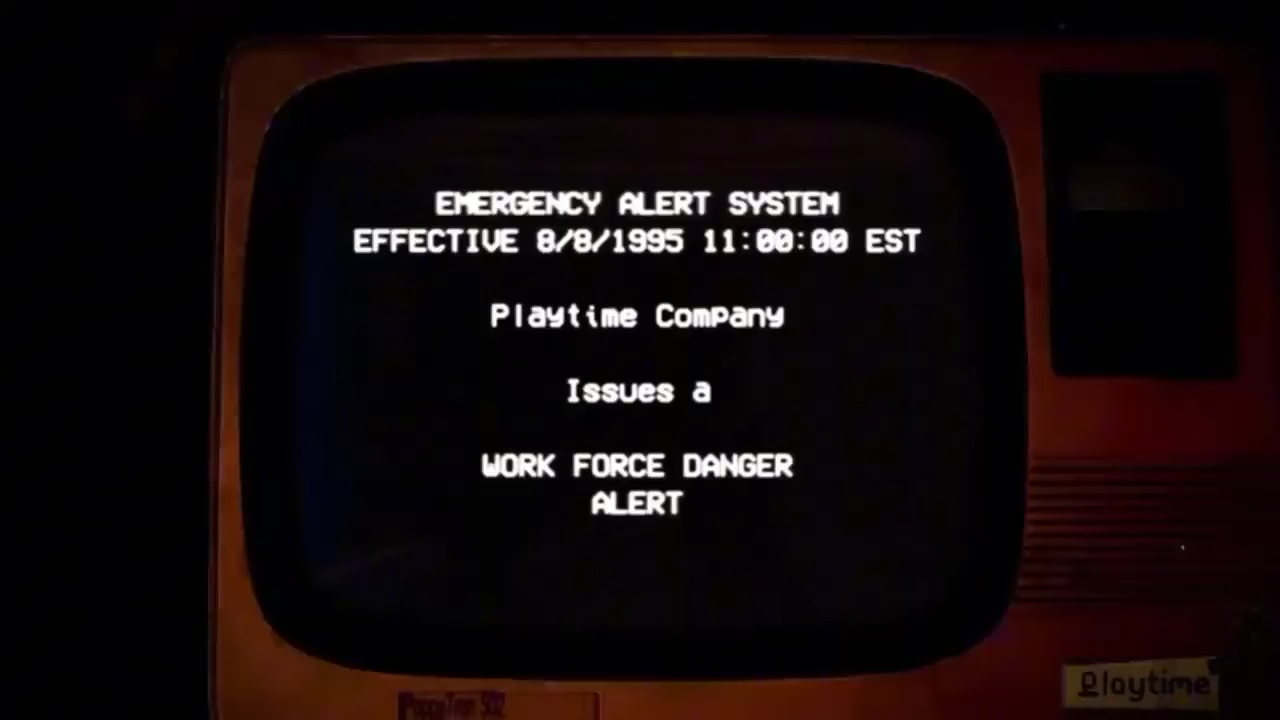 EMERGENCY ALERT SYSTEM
EFFECTIVE 8/8/1995 11:00:00 EST
Playtime Company
Issues a
WORK FORCE DANGER
ALERT
Playtime